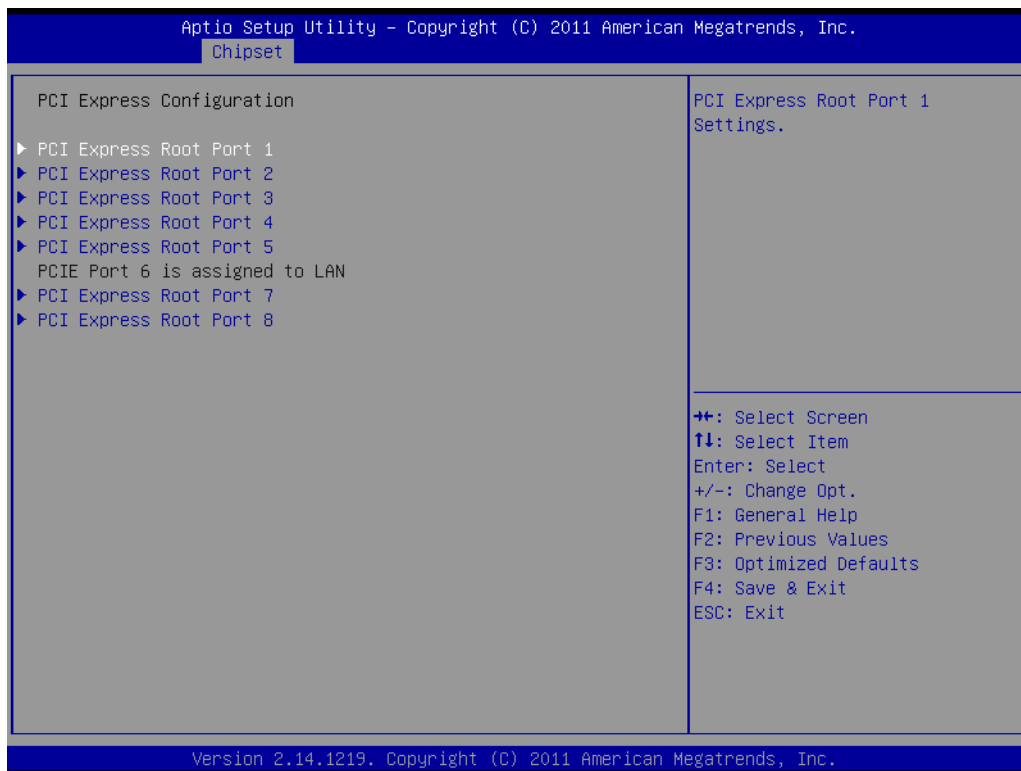 Aptio Setup Utility – Copyright (C) 2011 American Megatrends, Inc.
Chipset
PCI Express Configuration
▶ PCI Express Root Port 1
▶ PCI Express Root Port 2
▶ PCI Express Root Port 3
▶ PCI Express Root Port 4
▶ PCI Express Root Port 5
PCIE Port 6 is assigned to LAN
▶ PCI Express Root Port 7
▶ PCI Express Root Port 8
PCI Express Root Port 1
Settings.
→←: Select Screen
↑↓: Select Item
Enter: Select
+/-: Change Opt.
F1: General Help
F2: Previous Values
F3: Optimized Defaults
F4: Save & Exit
ESC: Exit
Version 2.14.1219. Copyright (C) 2011 American Megatrends, Inc.